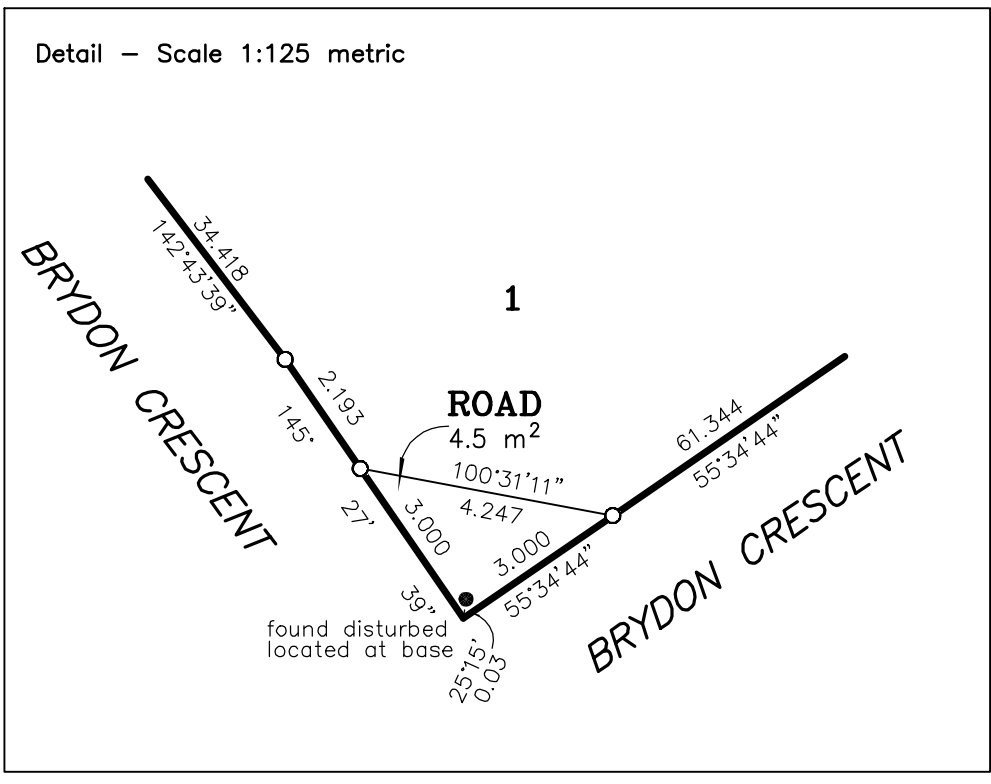 Detail – Scale 1:125 metric
34.418
142°43'39"
BRYDON CRESCENT
1
2.193
145°
27'
39"
ROAD
4.5 m²
100°31'11"
4.247
3.000
3.000
55°34'44"
61.344
55°34'44"
BRYDON CRESCENT
found disturbed
located at base
25°15'
0.03